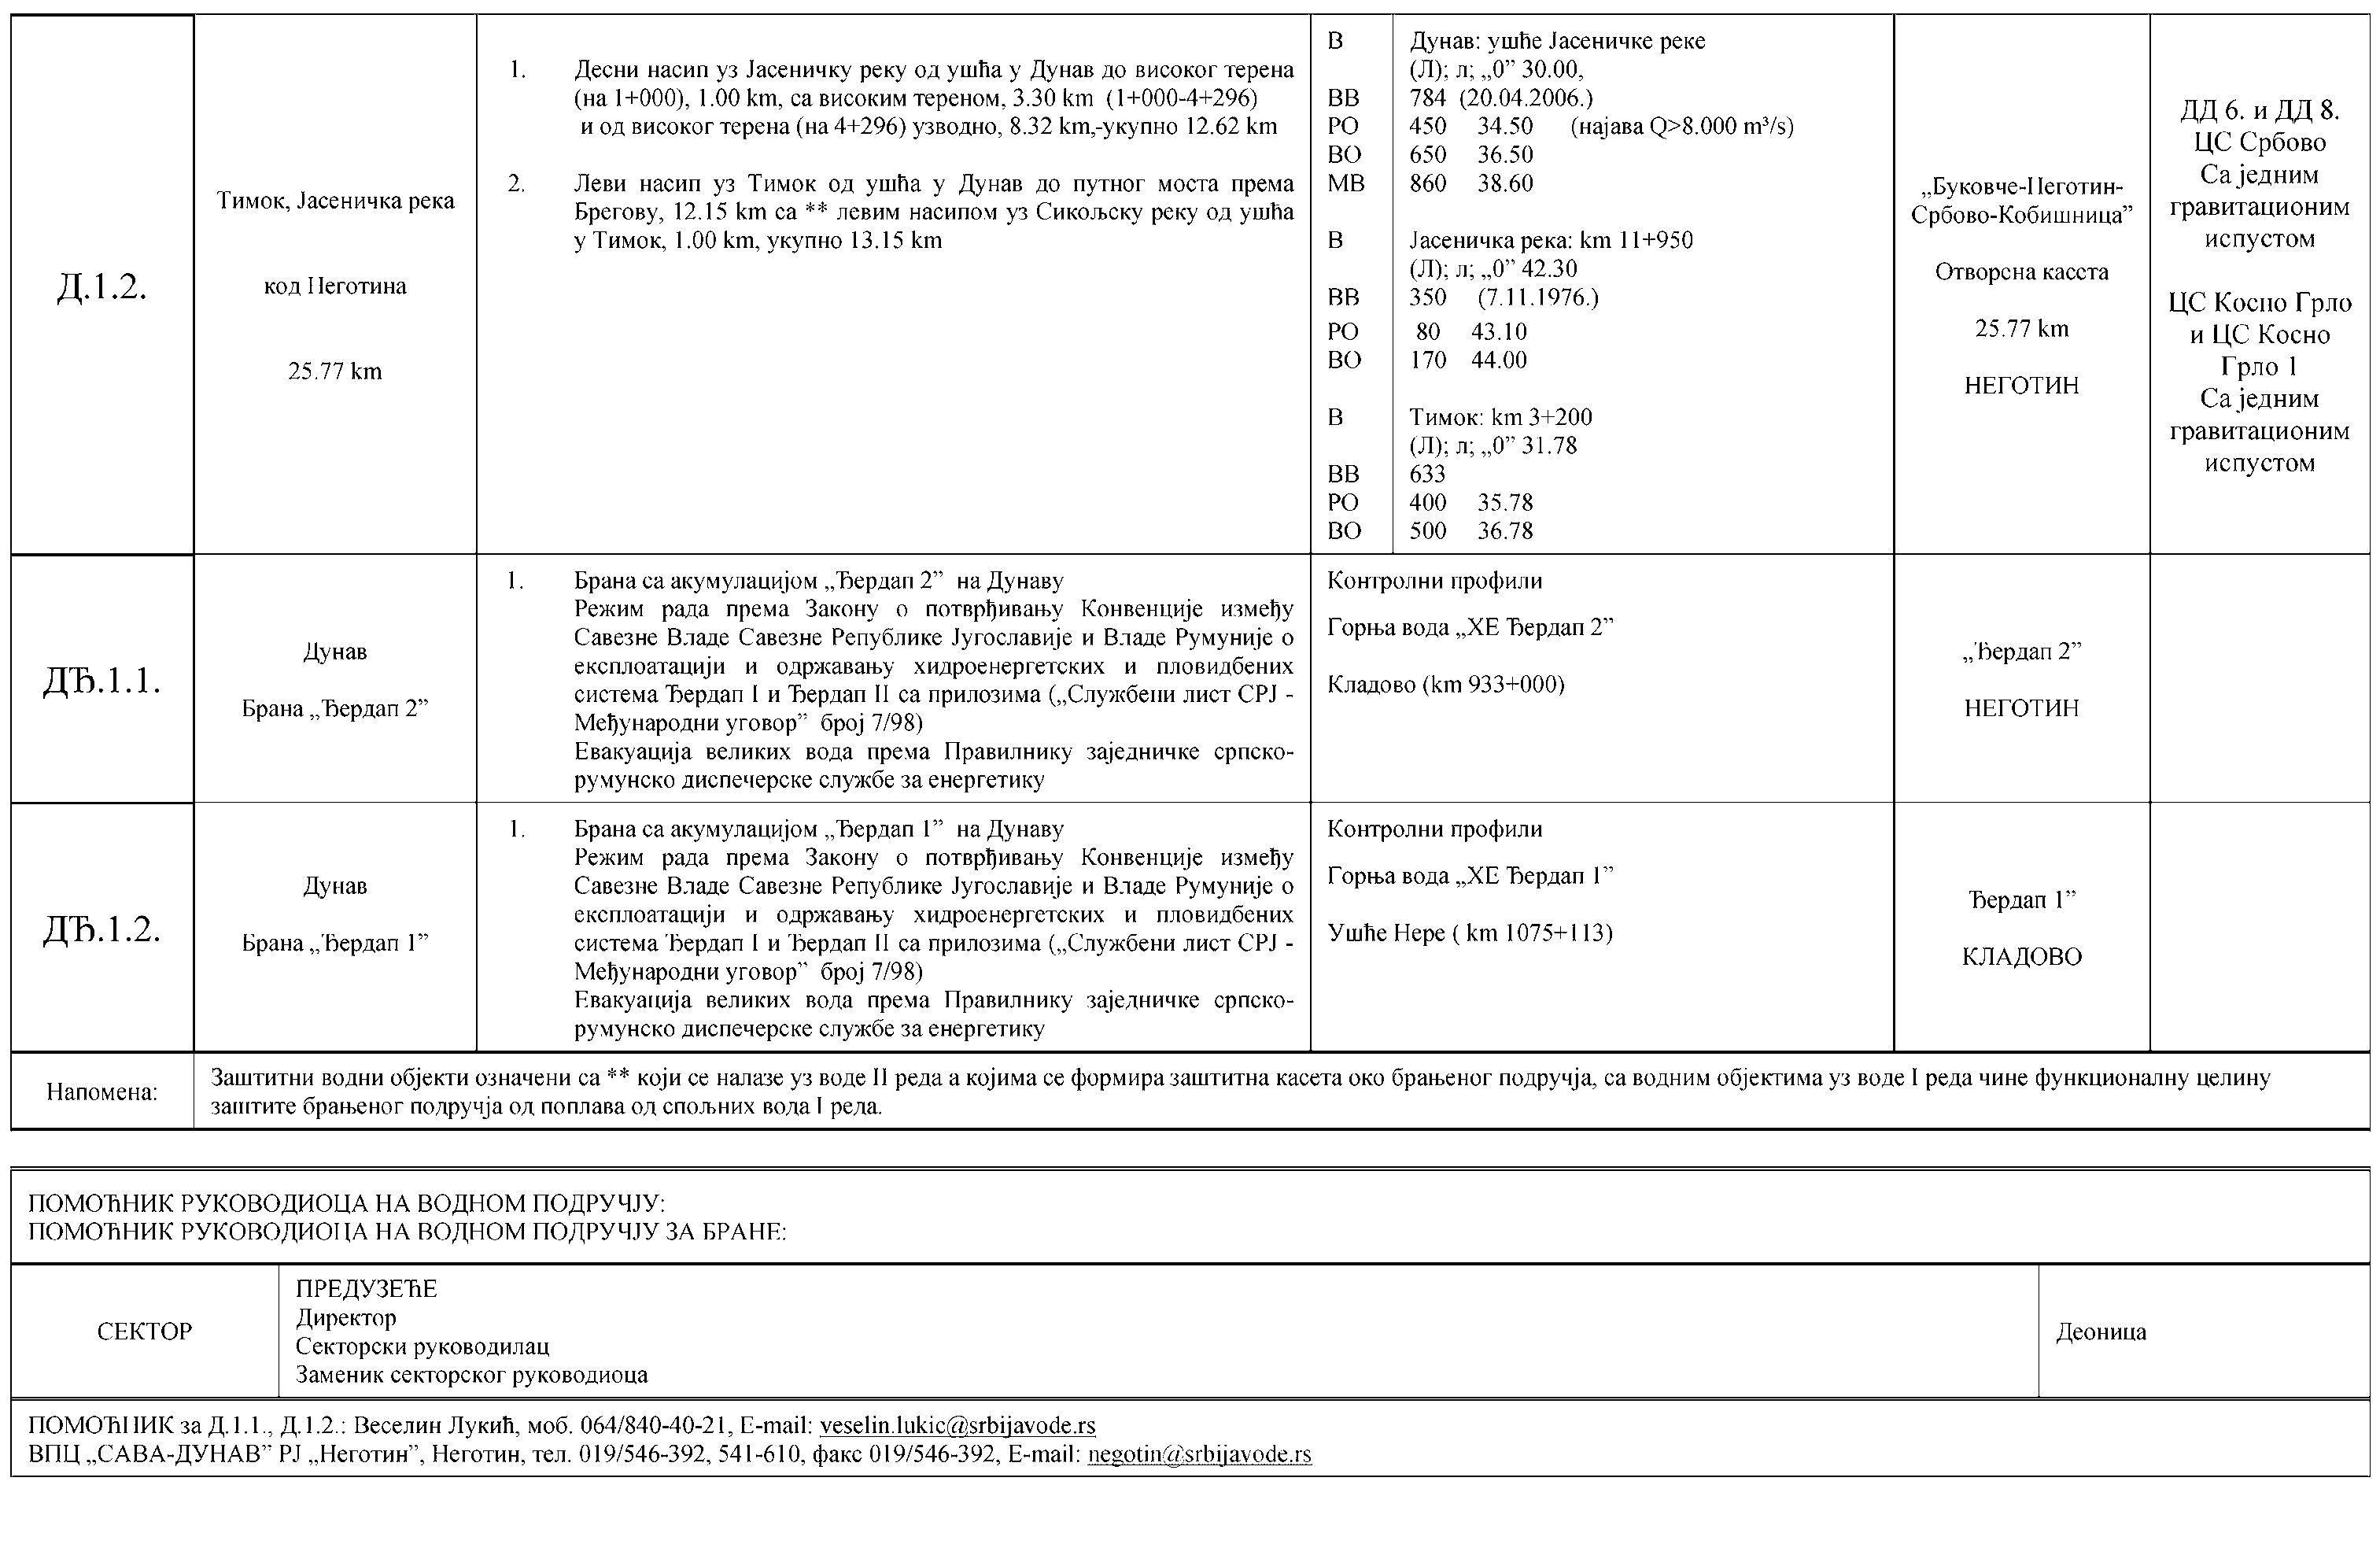 Д.1.2.
Тимок, Јасеничка река
код Неготина
25.77 km
1. Десни насип уз Јасеничку реку од ушћа у Дунав до високог терена
(на 1+000), 1.00 km, са високим тереном, 3.30 km (1+000-4+296)
и од високог терена (на 4+296) узводно, 8.32 km,-укупно 12.62 km
2. Леви насип уз Тимок од ушћа у Дунав до путног моста према
Брегову, 12.15 km са ** левим насипом уз Сикољску реку од ушћа
у Тимок, 1.00 km, укупно 13.15 km
В Дунав: ушће Јасеничке реке
(Л); л; „0” 30.00,
ВВ 784 (20.04.2006.)
РО 450 34.50 (најава Q>8.000 m³/s)
ВО 650 36.50
МВ 860 38.60
В Јасеничка река: km 11+950
(Л); л; „0” 42.30
ВВ 350 (7.11.1976.)
РО 80 43.10
ВО 170 44.00
В Тимок: km 3+200
(Л); л; „0” 31.78
ВВ 633
РО 400 35.78
ВО 500 36.78
„Буковче-Неготин-
Србово-Кобишница”
Отворена касета
25.77 km
НЕГОТИН
ДД 6. и ДД 8.
ЦС Србово
Са једним
гравитационим
испустом
ЦС Косно Грло
и ЦС Косно
Грло 1
Са једним
гравитационим
испустом
ДЂ.1.1.
Дунав
Брана „Ђердап 2”
1. Брана са акумулацијом „Ђердап 2” на Дунаву
Режим рада према Закону о потврђивању Конвенције између
Савезне Владе Савезне Републике Југославије и Владе Румуније о
експлоатацији и одржавању хидроенергетских и пловидбених
система Ђердап I и Ђердап II са прилозима („Службени лист СРЈ -
Међународни уговор” број 7/98)
Евакуација великих вода према Правилнику заједничке српско-
румунско диспечерске службе за енергетику
Контролни профили
Горња вода „ХЕ Ђердап 2”
Кладово (km 933+000)
„Ђердап 2”
НЕГОТИН
ДЂ.1.2.
Дунав
Брана „Ђердап 1”
1. Брана са акумулацијом „Ђердап 1” на Дунаву
Режим рада према Закону о потврђивању Конвенције између
Савезне Владе Савезне Републике Југославије и Владе Румуније о
експлоатацији и одржавању хидроенергетских и пловидбених
система Ђердап I и Ђердап II са прилозима („Службени лист СРЈ -
Међународни уговор” број 7/98)
Евакуација великих вода према Правилнику заједничке српско-
румунско диспечерске службе за енергетику
Контролни профили
Горња вода „ХЕ Ђердап 1”
Ушће Нере ( km 1075+113)
Ђердап 1”
КЛАДОВО
Напомена:
Заштитни водни објекти означени са ** који се налазе уз воде II реда а којима се формира заштитна касета око брањеног подручја, са водним објектима уз воде I реда чине функционалну целину
заштите брањеног подручја од поплава од спољних вода I реда.
ПОМОЋНИК РУКОВОДИОЦА НА ВОДНОМ ПОДРУЧЈУ:
ПОМОЋНИК РУКОВОДИОЦА НА ВОДНОМ ПОДРУЧЈУ ЗА БРАНЕ:
СЕКТОР
ПРЕДУЗЕЋЕ
Директор
Секторски руководилац
Заменик секторског руководиоца
Деоница
ПОМОЋНИК за Д.1.1., Д.1.2.: Веселин Лукић, моб. 064/840-40-21, E-mail: veselin.lukic@srbijavode.rs
ВПЦ „САВА-ДУНАВ” РЈ „Неготин”, Неготин, тел. 019/546-392, 541-610, факс 019/546-392, E-mail: negotin@srbijavode.rs